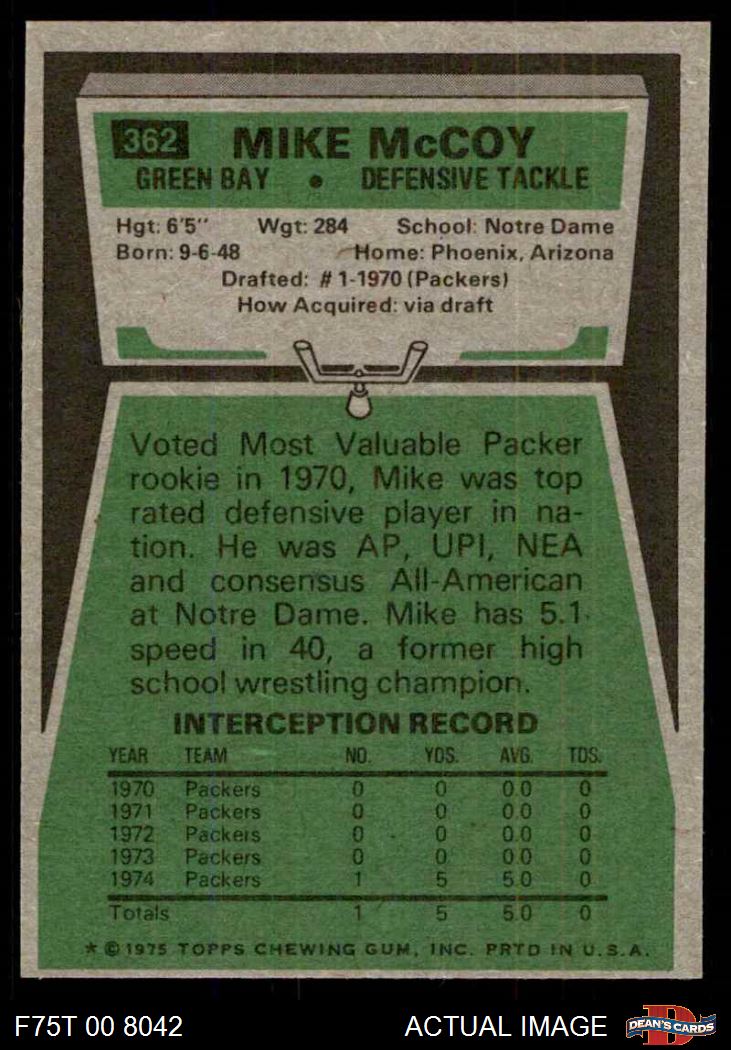 362 MIKE McCOY
GREEN BAY • DEFENSIVE TACKLE
Hgt: 6'5" Wgt: 284 School: Notre Dame
Born: 9-6-48 Home: Phoenix, Arizona
Drafted: #1-1970 (Packers)
How Acquired: via draft
Voted Most Valuable Packer
rookie in 1970, Mike was top
rated defensive player in na-
tion. He was AP, UPI, NEA
and consensus All-American
at Notre Dame. Mike has 5.1
speed in 40, a former high
school wrestling champion.
INTERCEPTION RECORD
YEAR TEAM NO. YDS. AVG. TDS.
1970 Packers 0 0 0.0 0
1971 Packers 0 0 0.0 0
1972 Packers 0 0 0.0 0
1973 Packers 0 0 0.0 0
1974 Packers 1 5 5.0 0
Totals 1 5 5.0 0
* © 1975 TOPPS CHEWING GUM, INC. PRTD IN U.S.A.
F75T 00 8042 ACTUAL IMAGE DEAN'S CARDS